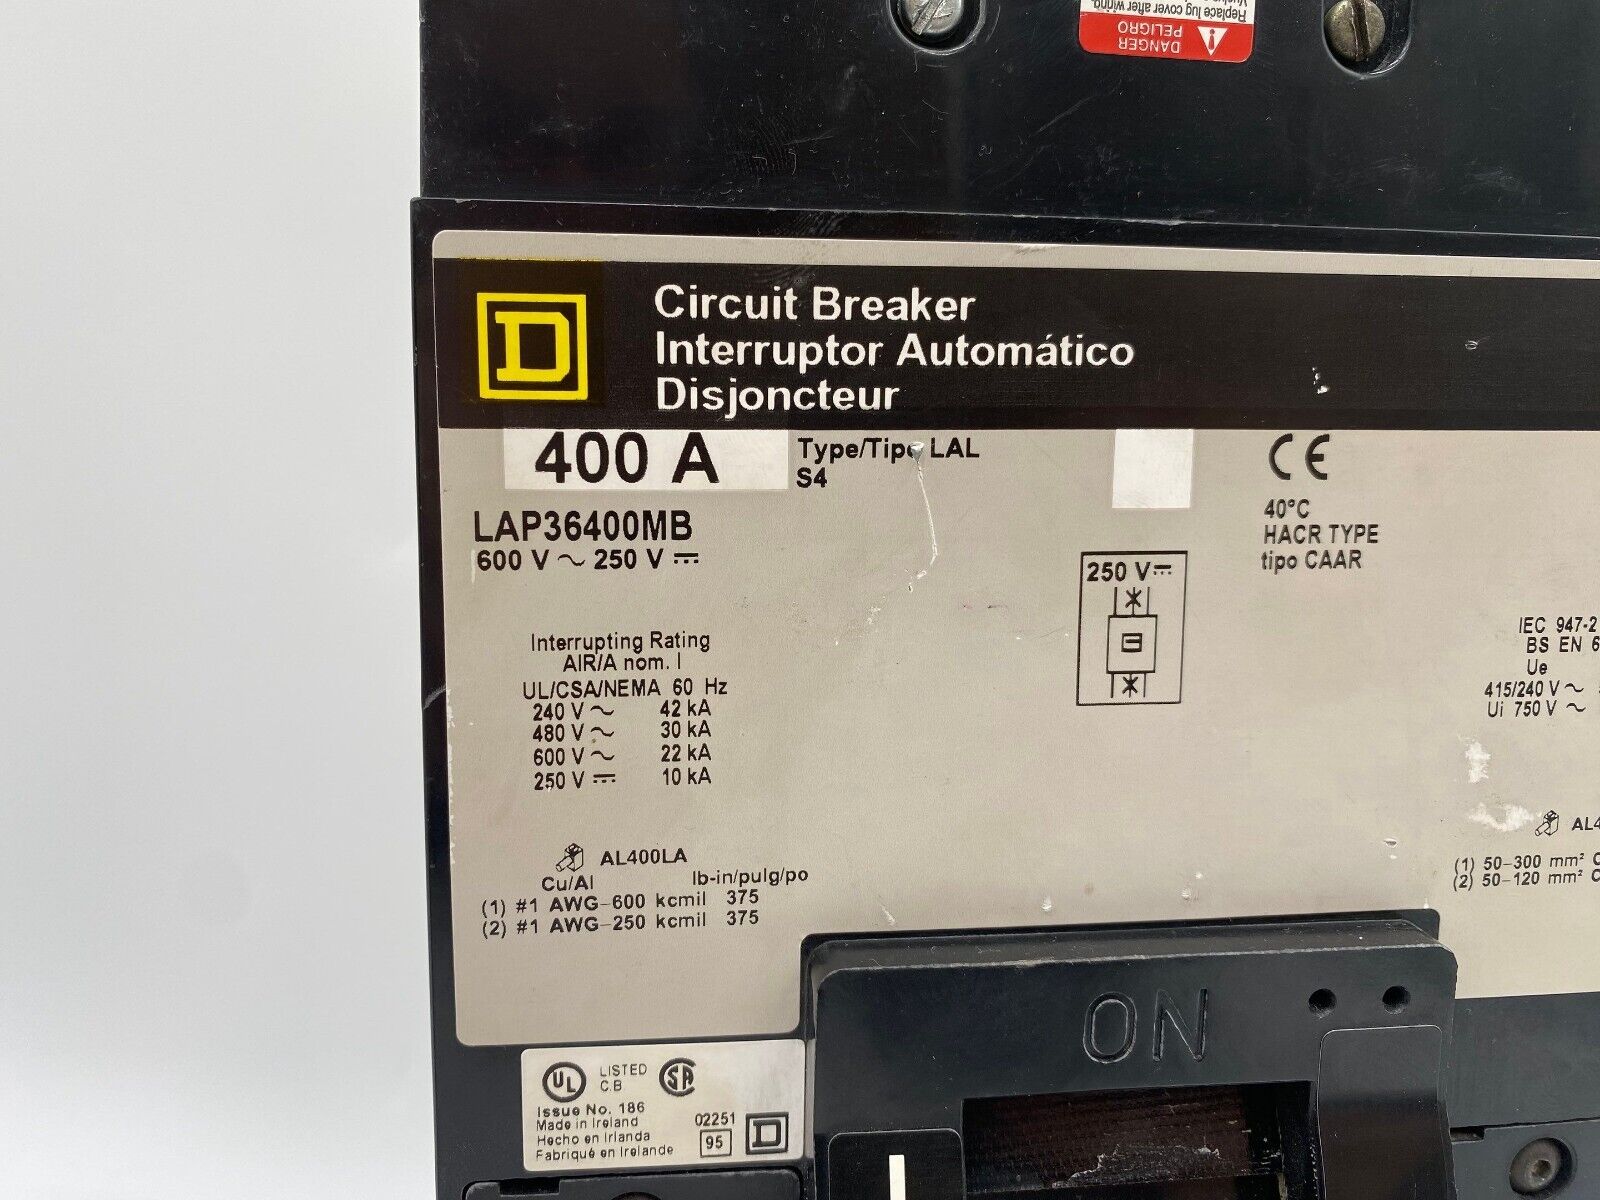 Replace lug cover after wiring.
DANGER
PELIGRO
D
Circuit Breaker
Interruptor Automático
Disjoncteur
400 A
Type/Tipo LAL
S4
CE
LAP36400MB
600 V ~ 250 V ⎓
40°C
HACR TYPE
tipo CAAR
250 V⎓
Interrupting Rating
AIR/A nom. I
UL/CSA/NEMA 60 Hz
240 V ~ 42 kA
480 V ~ 30 kA
600 V ~ 22 kA
250 V ⎓ 10 kA
IEC 947-2
BS EN 6
Ue
415/240 V ~
Ui 750 V ~
AL400LA
Cu/Al lb-in/pulg/po
(1) #1 AWG-600 kcmil 375
(2) #1 AWG-250 kcmil 375
AL4
(1) 50-300 mm² C
(2) 50-120 mm² C
ON
UL LISTED SA
C.B
Issue No. 186
Made in Ireland 02251
Hecho en Irlanda 95 D
Fabriqué en Irelande